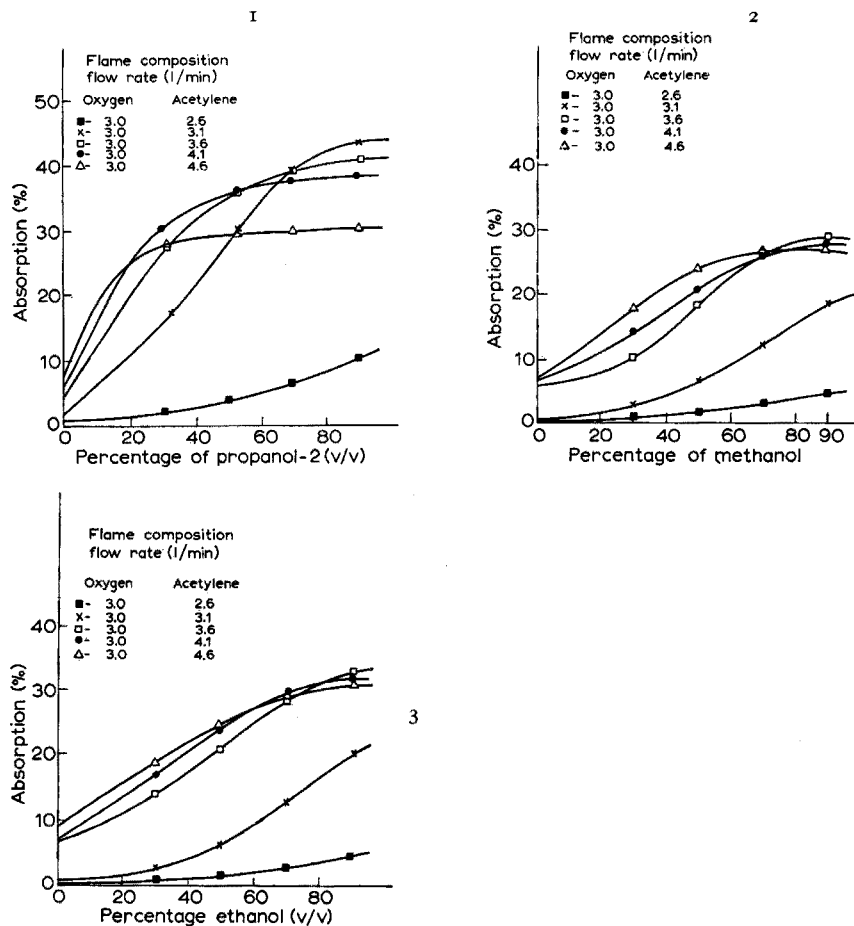 I
Flame composition
flow rate (l/min)
Oxygen Acetylene
■- 3.0 2.6
×- 3.0 3.1
□- 3.0 3.6
●- 3.0 4.1
△- 3.0 4.6
Absorption (%)
50
40
30
20
10
0
0 20 40 60 80
Percentage of propanol-2 (v/v)
2
Flame composition
flow rate (l/min)
Oxygen Acetylene
■- 3.0 2.6
×- 3.0 3.1
□- 3.0 3.6
●- 3.0 4.1
△- 3.0 4.6
Absorption (%)
40
30
20
10
0
0 20 40 60 80 90
Percentage of methanol
3
Flame composition
flow rate (l/min)
Oxygen Acetylene
■- 3.0 2.6
×- 3.0 3.1
□- 3.0 3.6
●- 3.0 4.1
△- 3.0 4.6
Absorption (%)
40
30
20
10
0
0 20 40 60 80
Percentage ethanol (v/v)